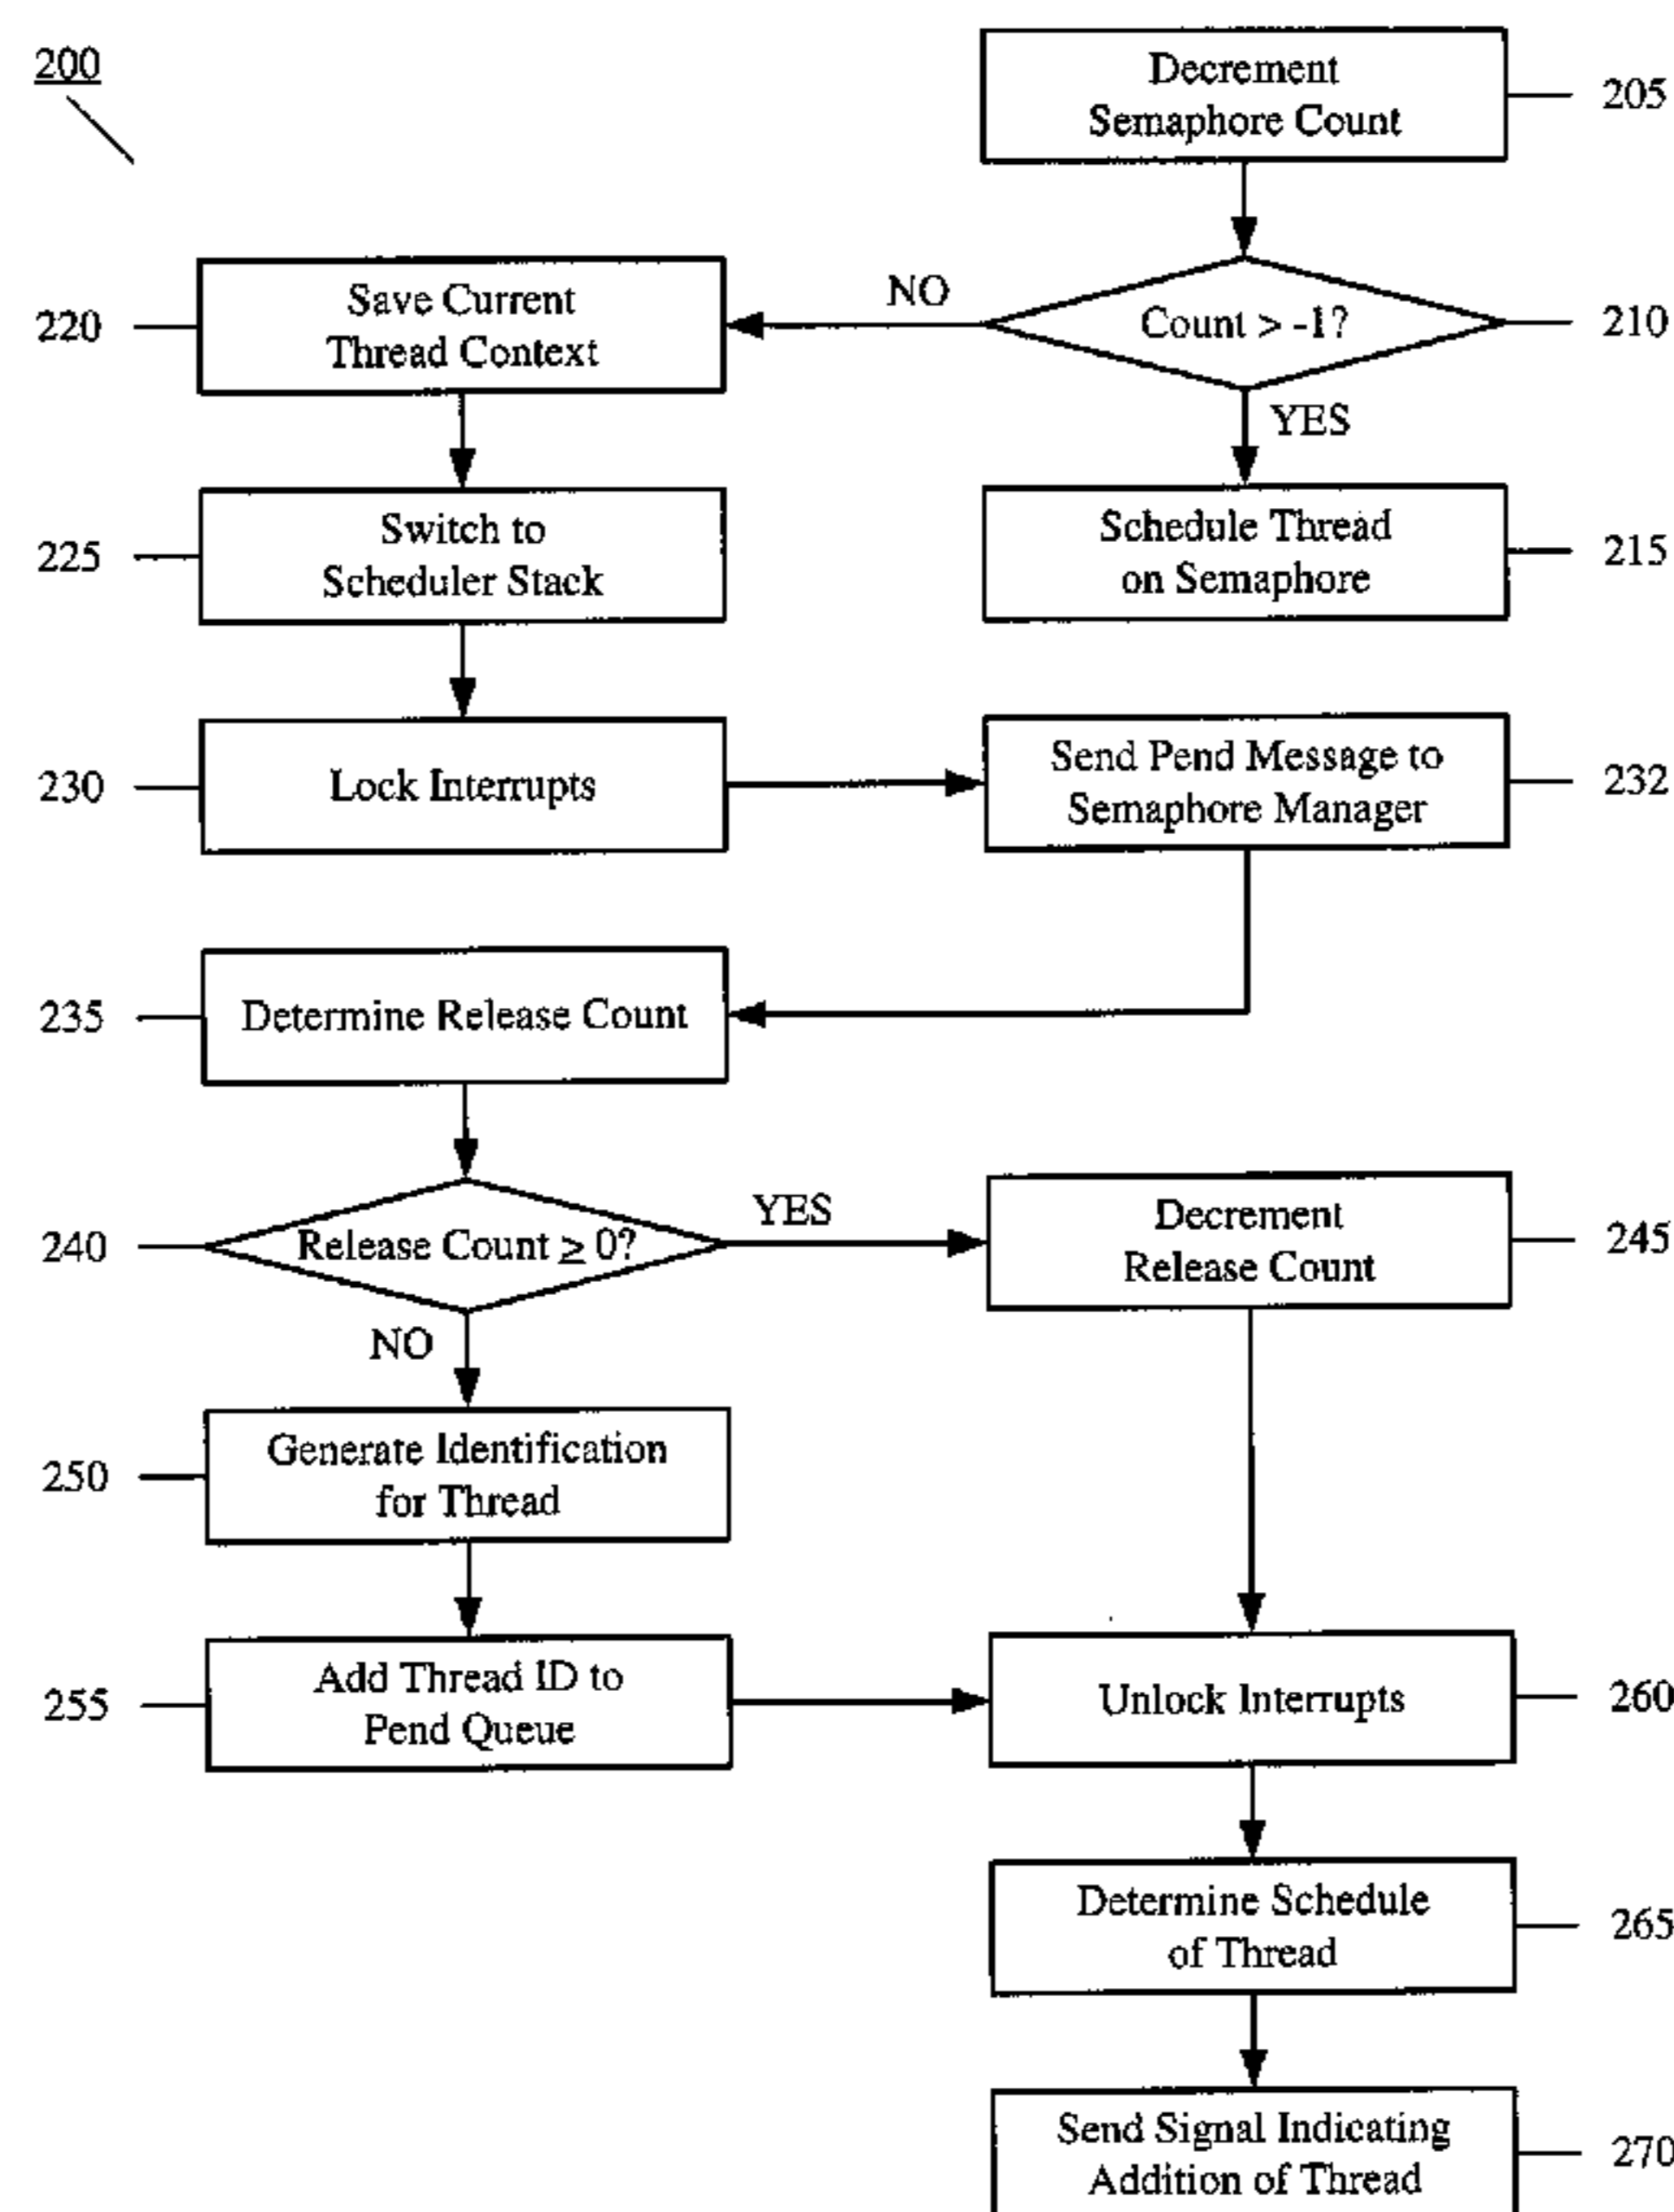 200
Decrement
Semaphore Count
205
Save Current
Thread Context
220
NO
Count > -1?
210
YES
Switch to
Scheduler Stack
225
Schedule Thread
on Semaphore
215
Lock Interrupts
230
Send Pend Message to
Semaphore Manager
232
Determine Release Count
235
Release Count ≥ 0?
240
YES
Decrement
Release Count
245
NO
Generate Identification
for Thread
250
Add Thread ID to
Pend Queue
255
Unlock Interrupts
260
Determine Schedule
of Thread
265
Send Signal Indicating
Addition of Thread
270